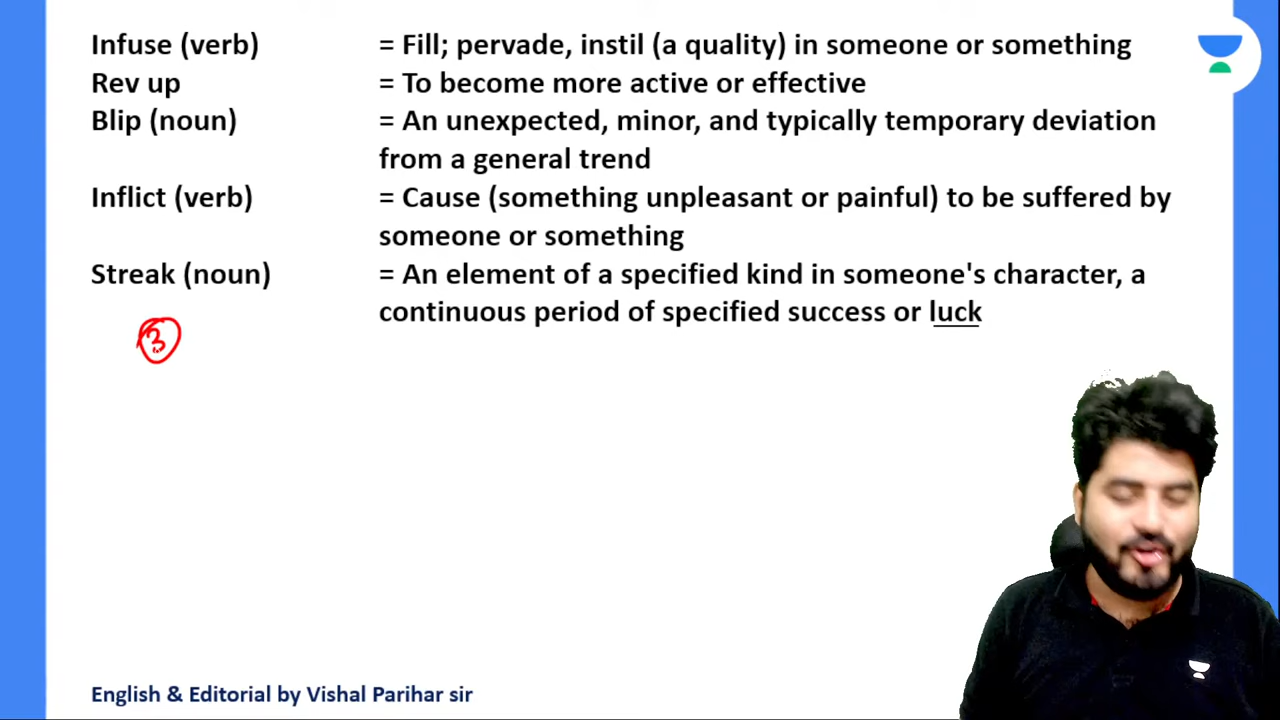 Infuse (verb) = Fill; pervade, instil (a quality) in someone or something
Rev up = To become more active or effective
Blip (noun) = An unexpected, minor, and typically temporary deviation
from a general trend
Inflict (verb) = Cause (something unpleasant or painful) to be suffered by
someone or something
Streak (noun) = An element of a specified kind in someone's character, a
continuous period of specified success or luck
3
English & Editorial by Vishal Parihar sir